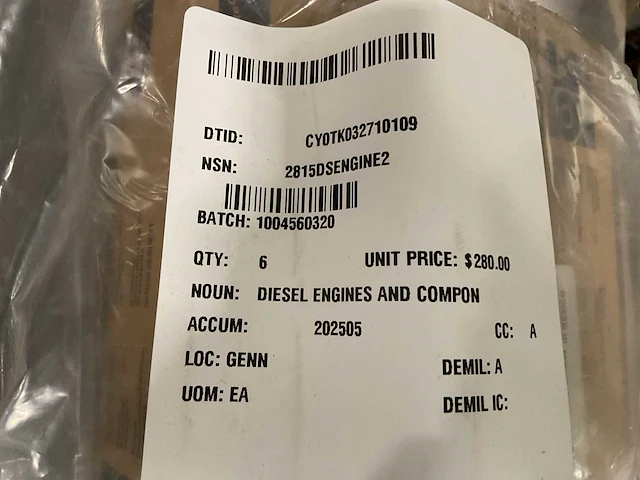 DTID: CY0TK032710109
NSN: 2815DSENGINE2
BATCH: 1004560320
QTY: 6 UNIT PRICE: $280.00
NOUN: DIESEL ENGINES AND COMPON
ACCUM: 202505 CC: A
LOC: GENN DEMIL: A
UOM: EA DEMIL IC: